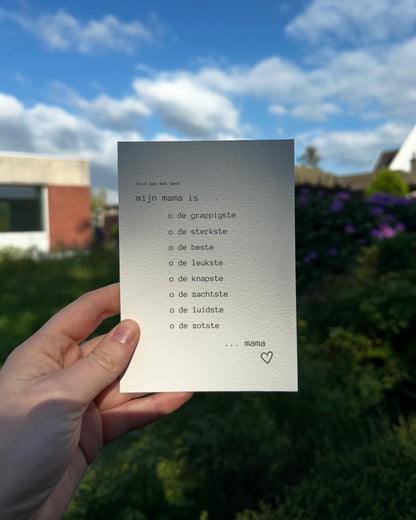 duid aan wat past
mijn mama is ...
o de grappigste
o de sterkste
o de beste
o de leukste
o de knapste
o de zachtste
o de luidste
o de zotste
... mama